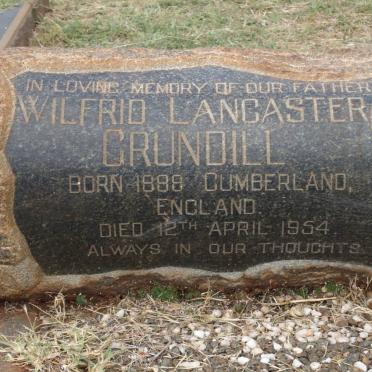 IN LOVING MEMORY OF OUR FATHER
WILFRID LANCASTER
GRUNDILL
BORN 1888 CUMBERLAND,
ENGLAND.
DIED 12TH APRIL 1954.
ALWAYS IN OUR THOUGHTS